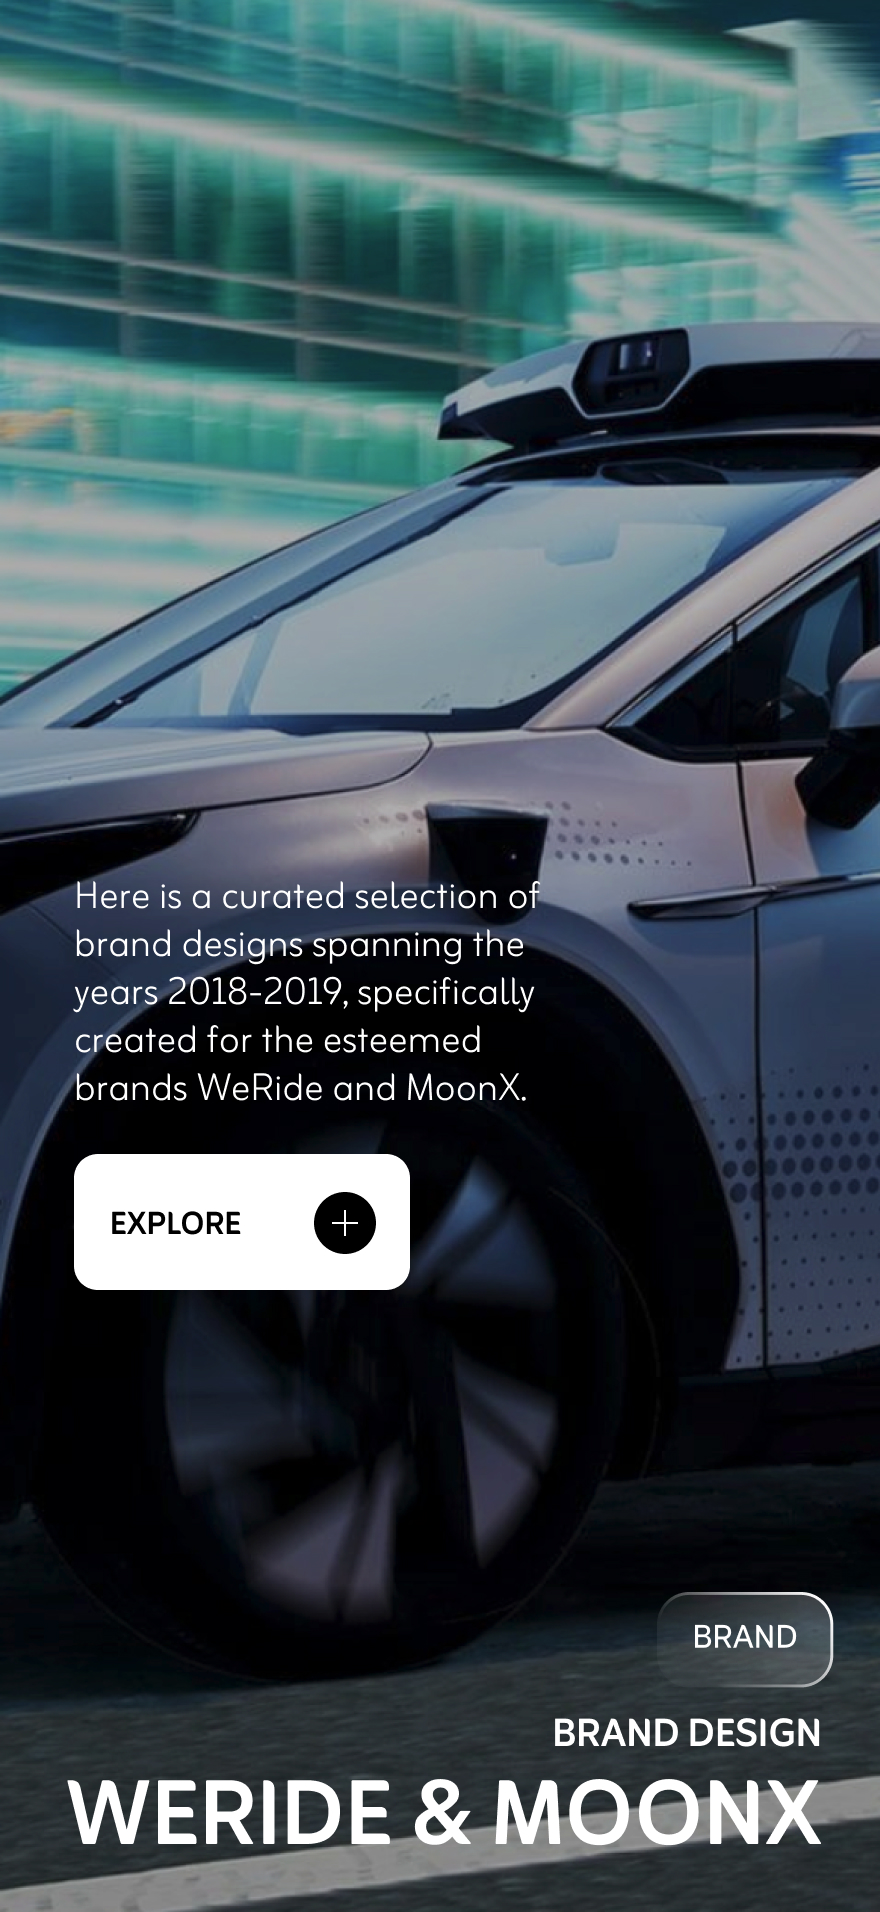 Here is a curated selection of
brand designs spanning the
years 2018-2019, specifically
created for the esteemed
brands WeRide and MoonX.
EXPLORE
BRAND
BRAND DESIGN
WERIDE & MOONX